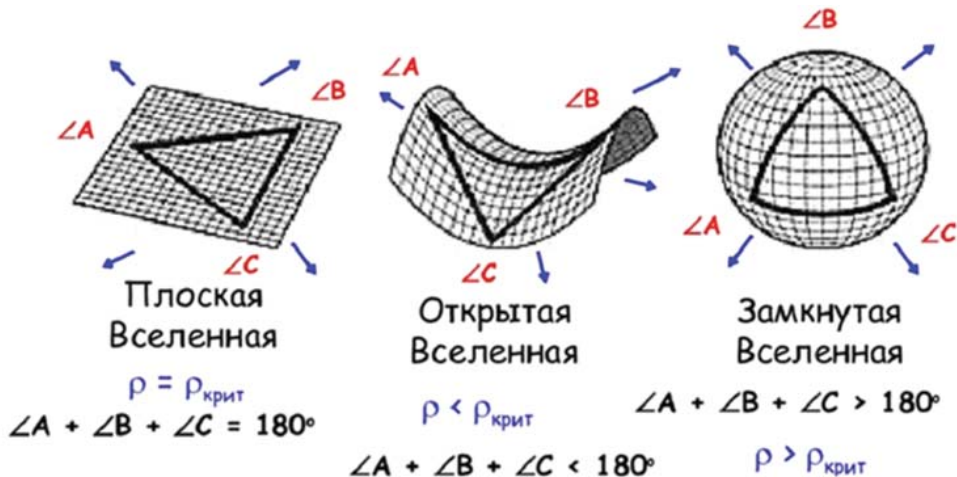 ∠A
∠B
∠C
Плоская
Вселенная
ρ = ρкрит
∠A + ∠B + ∠C = 180°
∠A
∠B
∠C
Открытая
Вселенная
ρ < ρкрит
∠A + ∠B + ∠C < 180°
∠B
∠A
∠C
Замкнутая
Вселенная
∠A + ∠B + ∠C > 180°
ρ > ρкрит